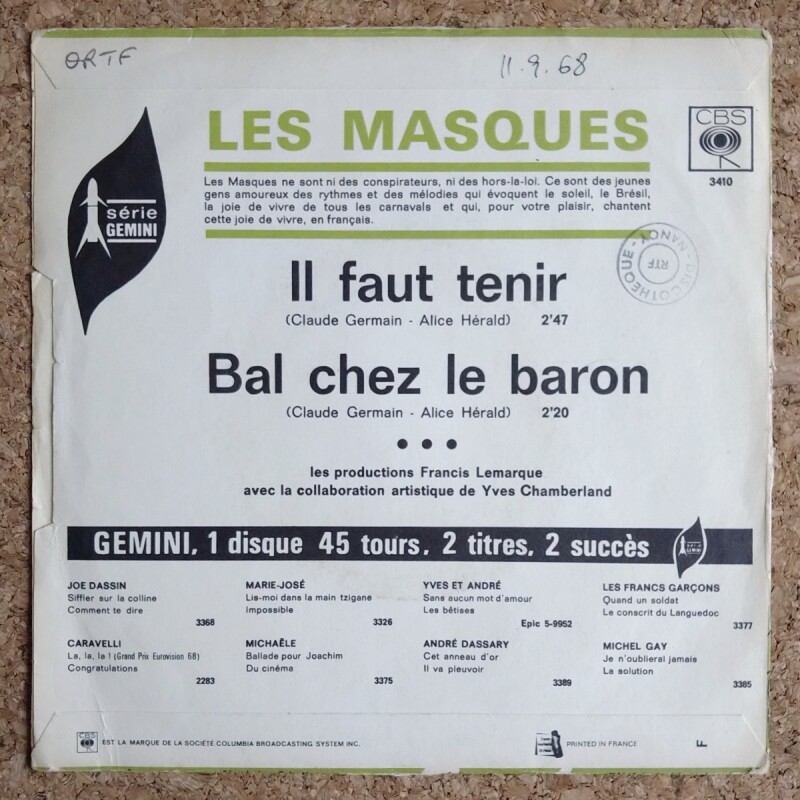 ORTF
11.9.68
LES MASQUES
CBS
3410
Les Masques ne sont ni des conspirateurs, ni des hors-la-loi. Ce sont des jeunes
gens amoureux des rythmes et des mélodies qui évoquent le soleil, le Brésil,
la joie de vivre de tous les carnavals et qui, pour votre plaisir, chantent
cette joie de vivre, en français.
série
GEMINI
DISCOTHEQUE - NANCY -
RTF
Il faut tenir
(Claude Germain - Alice Hérald) 2'47
Bal chez le baron
(Claude Germain - Alice Hérald) 2'20
● ● ●
les productions Francis Lemarque
avec la collaboration artistique de Yves Chamberland
GEMINI, 1 disque 45 tours, 2 titres, 2 succès
série
GEMINI
JOE DASSIN
Siffler sur la colline
Comment te dire
3368
MARIE-JOSÉ
Lis-moi dans la main tzigane
Impossible
3326
YVES ET ANDRÉ
Sans aucun mot d'amour
Les bêtises
Epic 5-9952
LES FRANCS GARÇONS
Quand un soldat
Le conscrit du Languedoc
3377
CARAVELLI
La, la, la ! (Grand Prix Eurovision 68)
Congratulations
2283
MICHAËLE
Ballade pour Joachim
Du cinéma
3375
ANDRÉ DASSARY
Cet anneau d'or
Il va pleuvoir
3389
MICHEL GAY
Je n'oublierai jamais
La solution
3385
CBS EST LA MARQUE DE LA SOCIÉTÉ COLUMBIA BROADCASTING SYSTEM INC.
PRINTED IN FRANCE
F